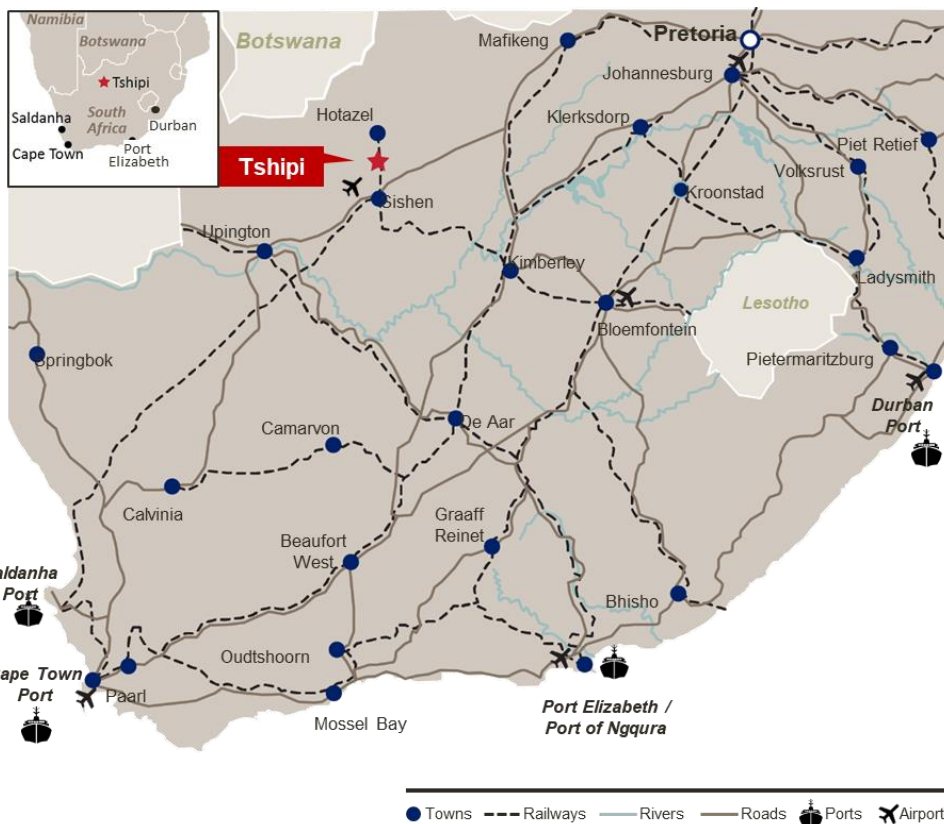 Namibia
Botswana
Tshipi
South
Africa
Saldanha
Cape Town
Durban
Port
Elizabeth
Botswana
Mafikeng
Pretoria
Johannesburg
Hotazel
Klerksdorp
Piet Retief
Tshipi
Volksrust
Sishen
Kroonstad
Upington
Kimberley
Ladysmith
Lesotho
Bloemfontein
Springbok
Pietermaritzburg
Durban
Port
De Aar
Camarvon
Calvinia
Graaff
Reinet
Beaufort
West
aldanha
Port
Bhisho
Oudtshoorn
ape Town
Port
Paarl
Mossel Bay
Port Elizabeth /
Port of Ngqura
Towns Railways Rivers Roads Ports Airport